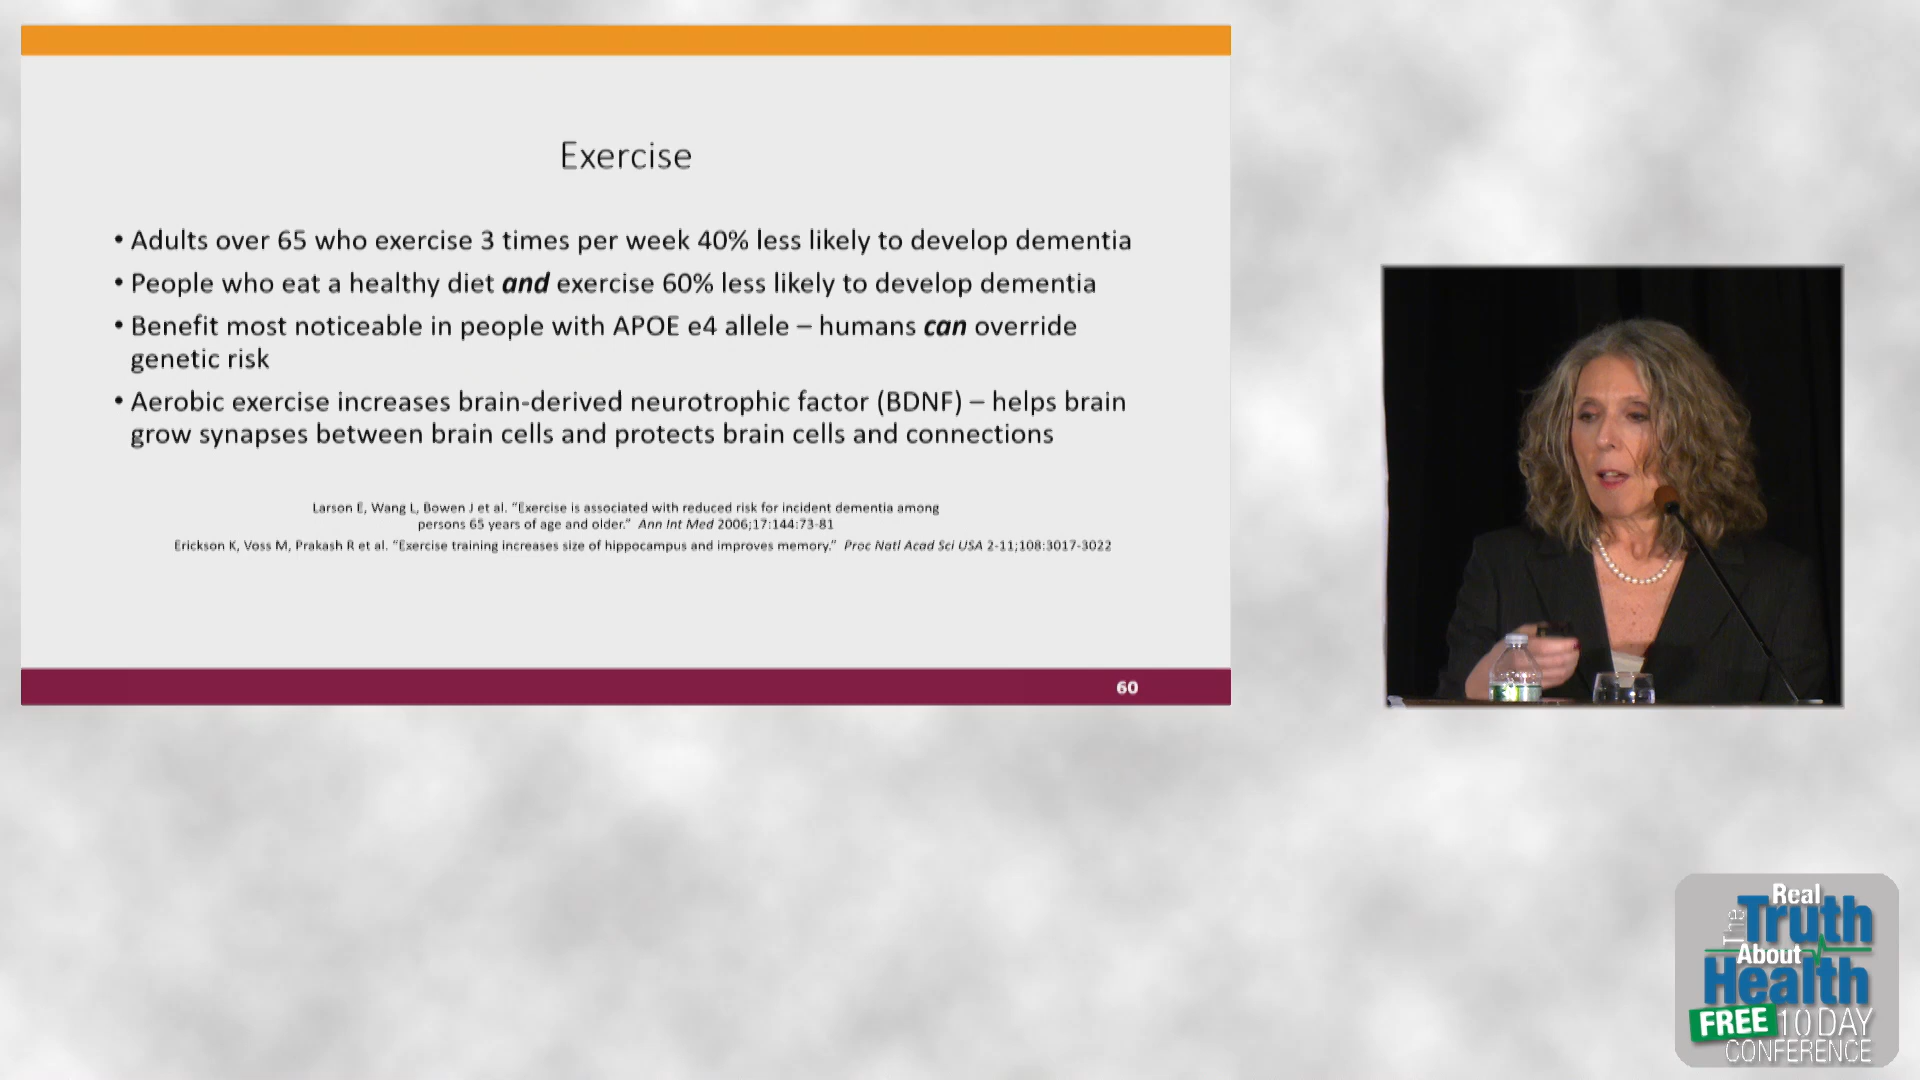 Exercise
• Adults over 65 who exercise 3 times per week 40% less likely to develop dementia
• People who eat a healthy diet and exercise 60% less likely to develop dementia
• Benefit most noticeable in people with APOE e4 allele – humans can override
genetic risk
• Aerobic exercise increases brain-derived neurotrophic factor (BDNF) – helps brain
grow synapses between brain cells and protects brain cells and connections
Larson E, Wang L, Bowen J et al. “Exercise is associated with reduced risk for incident dementia among
persons 65 years of age and older.” Ann Int Med 2006;17:144:73-81
Erickson K, Voss M, Prakash R et al. “Exercise training increases size of hippocampus and improves memory.” Proc Natl Acad Sci USA 2-11;108:3017-3022
60
The Real
Truth
About
Health
FREE 10 DAY
CONFERENCE